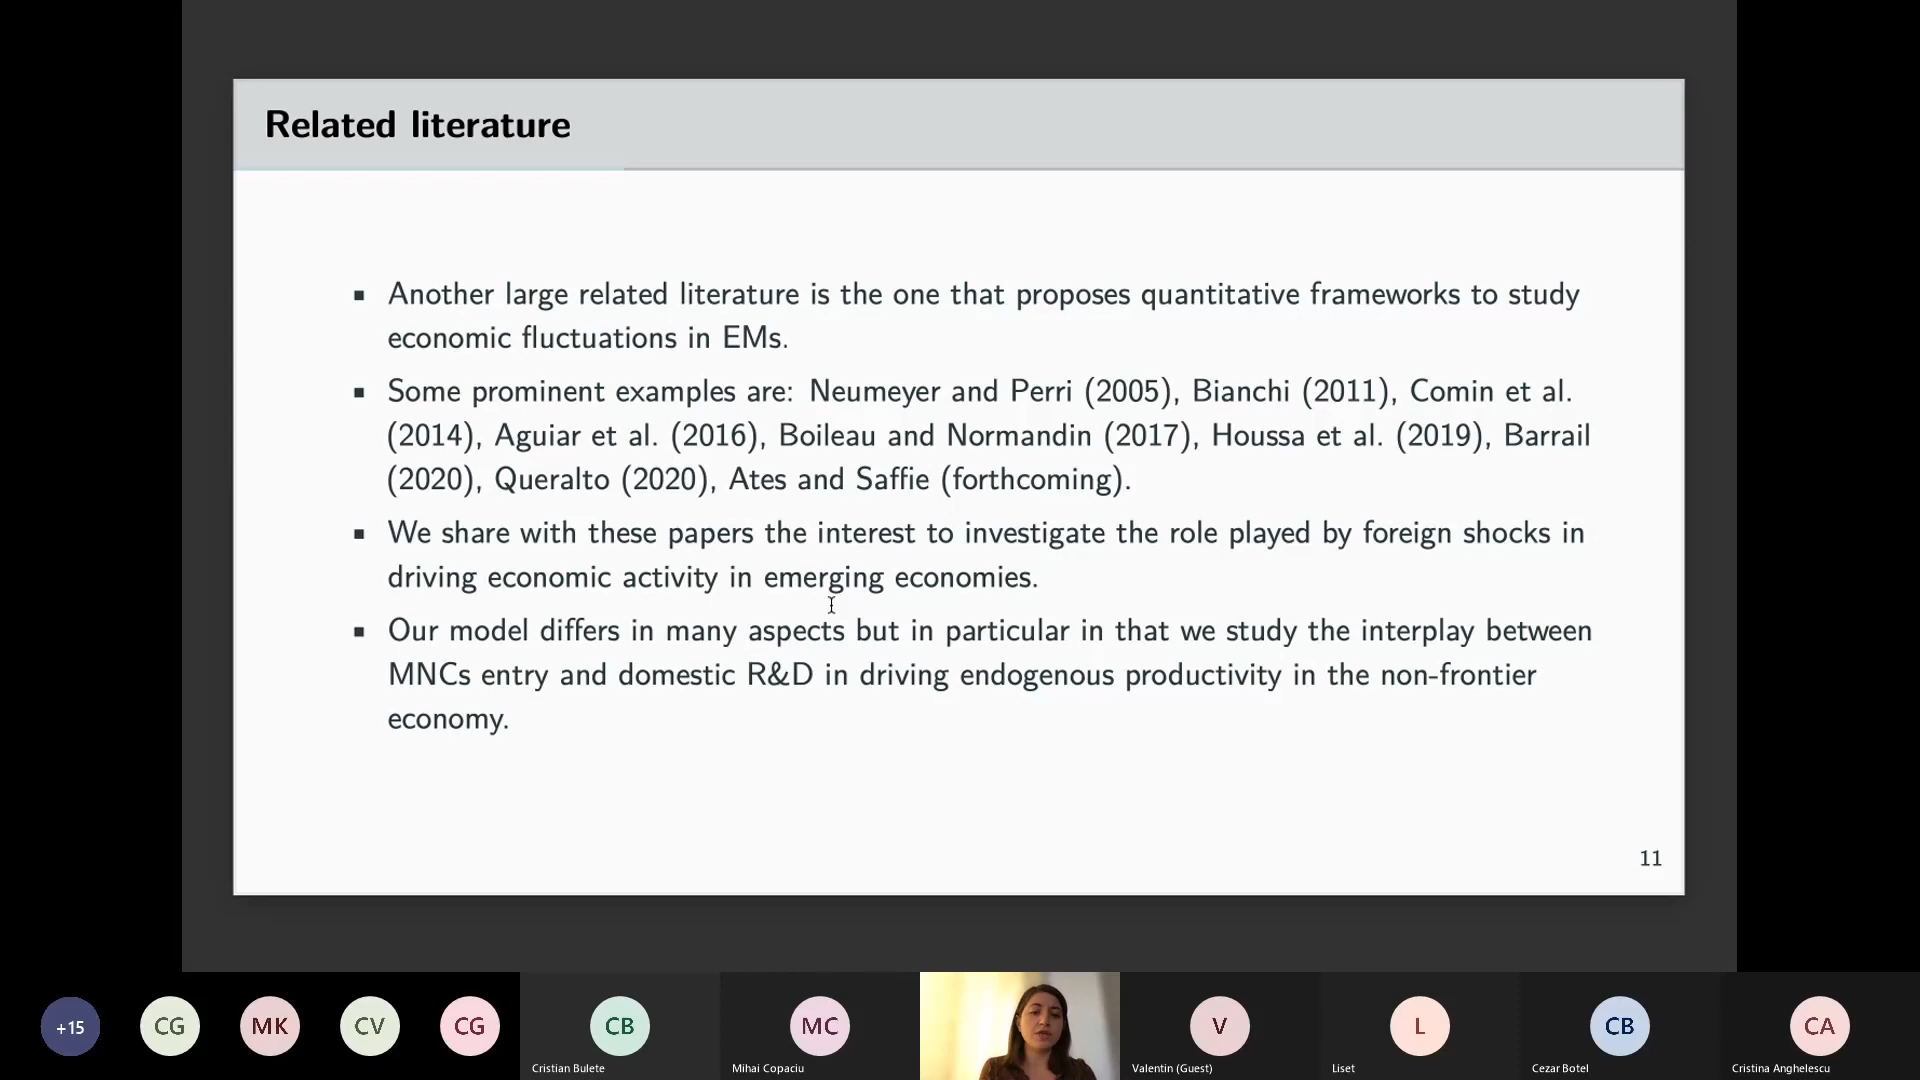 Related literature
▪ Another large related literature is the one that proposes quantitative frameworks to study
economic fluctuations in EMs.
▪ Some prominent examples are: Neumeyer and Perri (2005), Bianchi (2011), Comin et al.
(2014), Aguiar et al. (2016), Boileau and Normandin (2017), Houssa et al. (2019), Barrail
(2020), Queralto (2020), Ates and Saffie (forthcoming).
▪ We share with these papers the interest to investigate the role played by foreign shocks in
driving economic activity in emerging economies.
▪ Our model differs in many aspects but in particular in that we study the interplay between
MNCs entry and domestic R&D in driving endogenous productivity in the non-frontier
economy.
11
+15 CG MK CV CG CB MC V L CB CA
Cristian Bulete Mihai Copaciu Valentin (Guest) Liset Cezar Botel Cristina Anghelescu